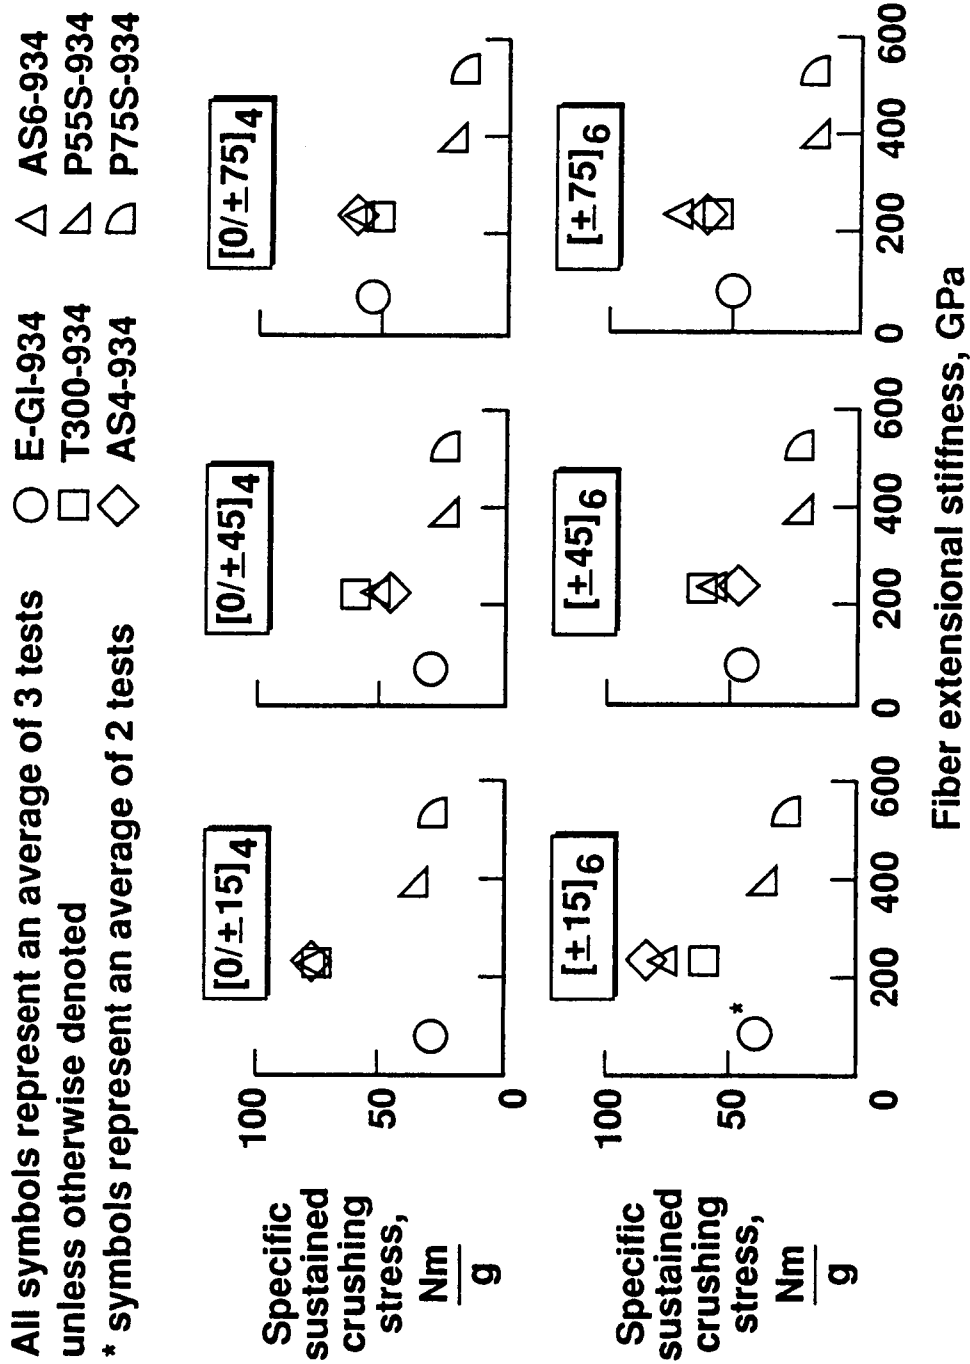 All symbols represent an average of 3 tests
unless otherwise denoted
* symbols represent an average of 2 tests
E-Gl-934
T300-934
AS4-934
AS6-934
P55S-934
P75S-934
Specific
sustained
crushing
stress,
Nm
g
100
50
0
[0/±15]4
[0/±45]4
[0/±75]4
Specific
sustained
crushing
stress,
Nm
g
100
50
0
*
[±15]6
[±45]6
[±75]6
200 400 600
0 200 400 600
0 200 400 600
Fiber extensional stiffness, GPa